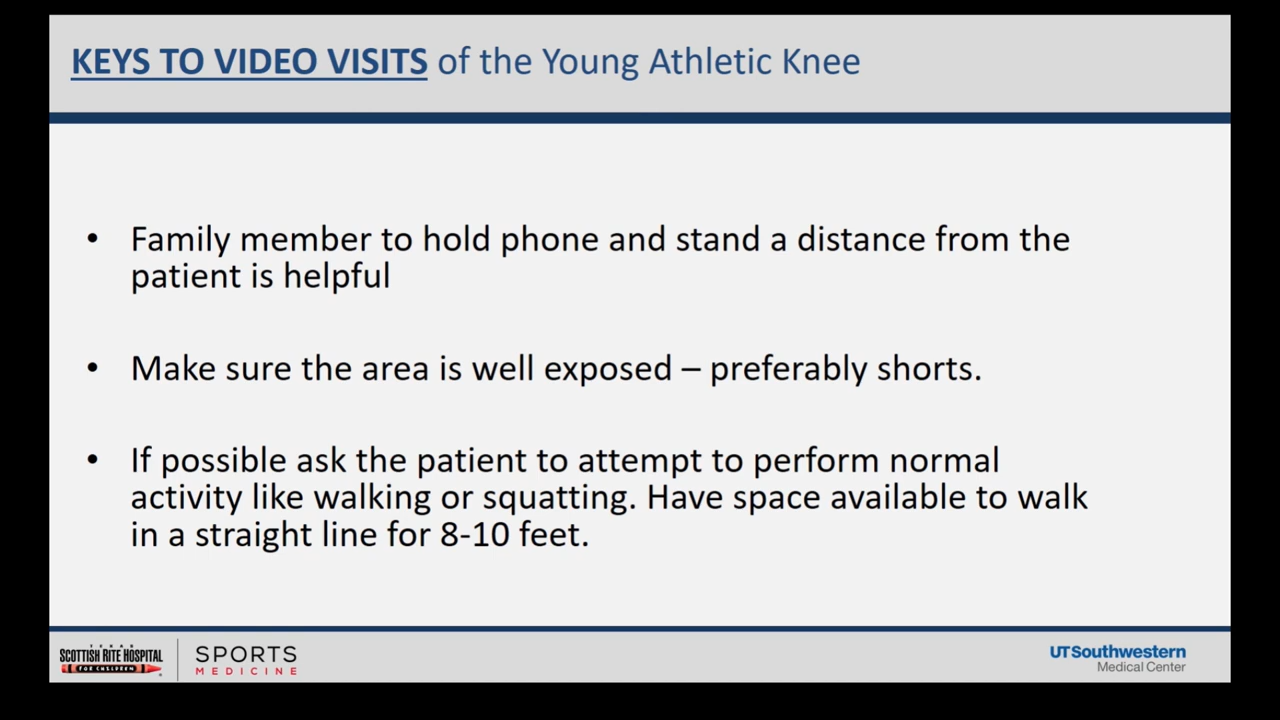 KEYS TO VIDEO VISITS of the Young Athletic Knee
• Family member to hold phone and stand a distance from the
patient is helpful
• Make sure the area is well exposed – preferably shorts.
• If possible ask the patient to attempt to perform normal
activity like walking or squatting. Have space available to walk
in a straight line for 8-10 feet.
TEXAS
SCOTTISH RITE HOSPITAL
FOR CHILDREN
SPORTS
MEDICINE
UTSouthwestern
Medical Center